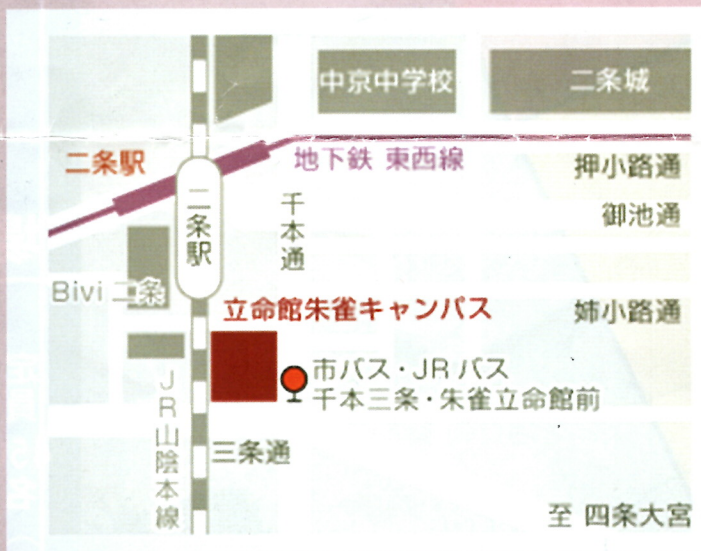 中京中学校
二条城
二条駅
地下鉄 東西線
押小路通
二条駅
千本通
御池通
Bivi 二条
立命館朱雀キャンパス
姉小路通
市バス・JRバス
千本三条・朱雀立命館前
JR山陰本線
三条通
至 四条大宮